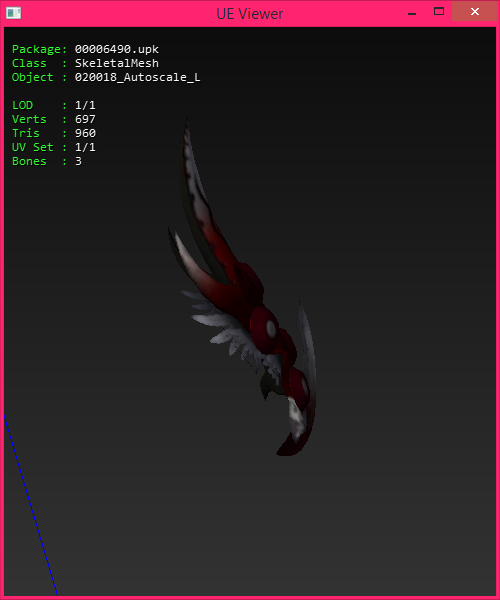 UE Viewer
Package: 00006490.upk
Class : SkeletalMesh
Object : 020018_Autoscale_L
LOD : 1/1
Verts : 697
Tris : 960
UV Set : 1/1
Bones : 3